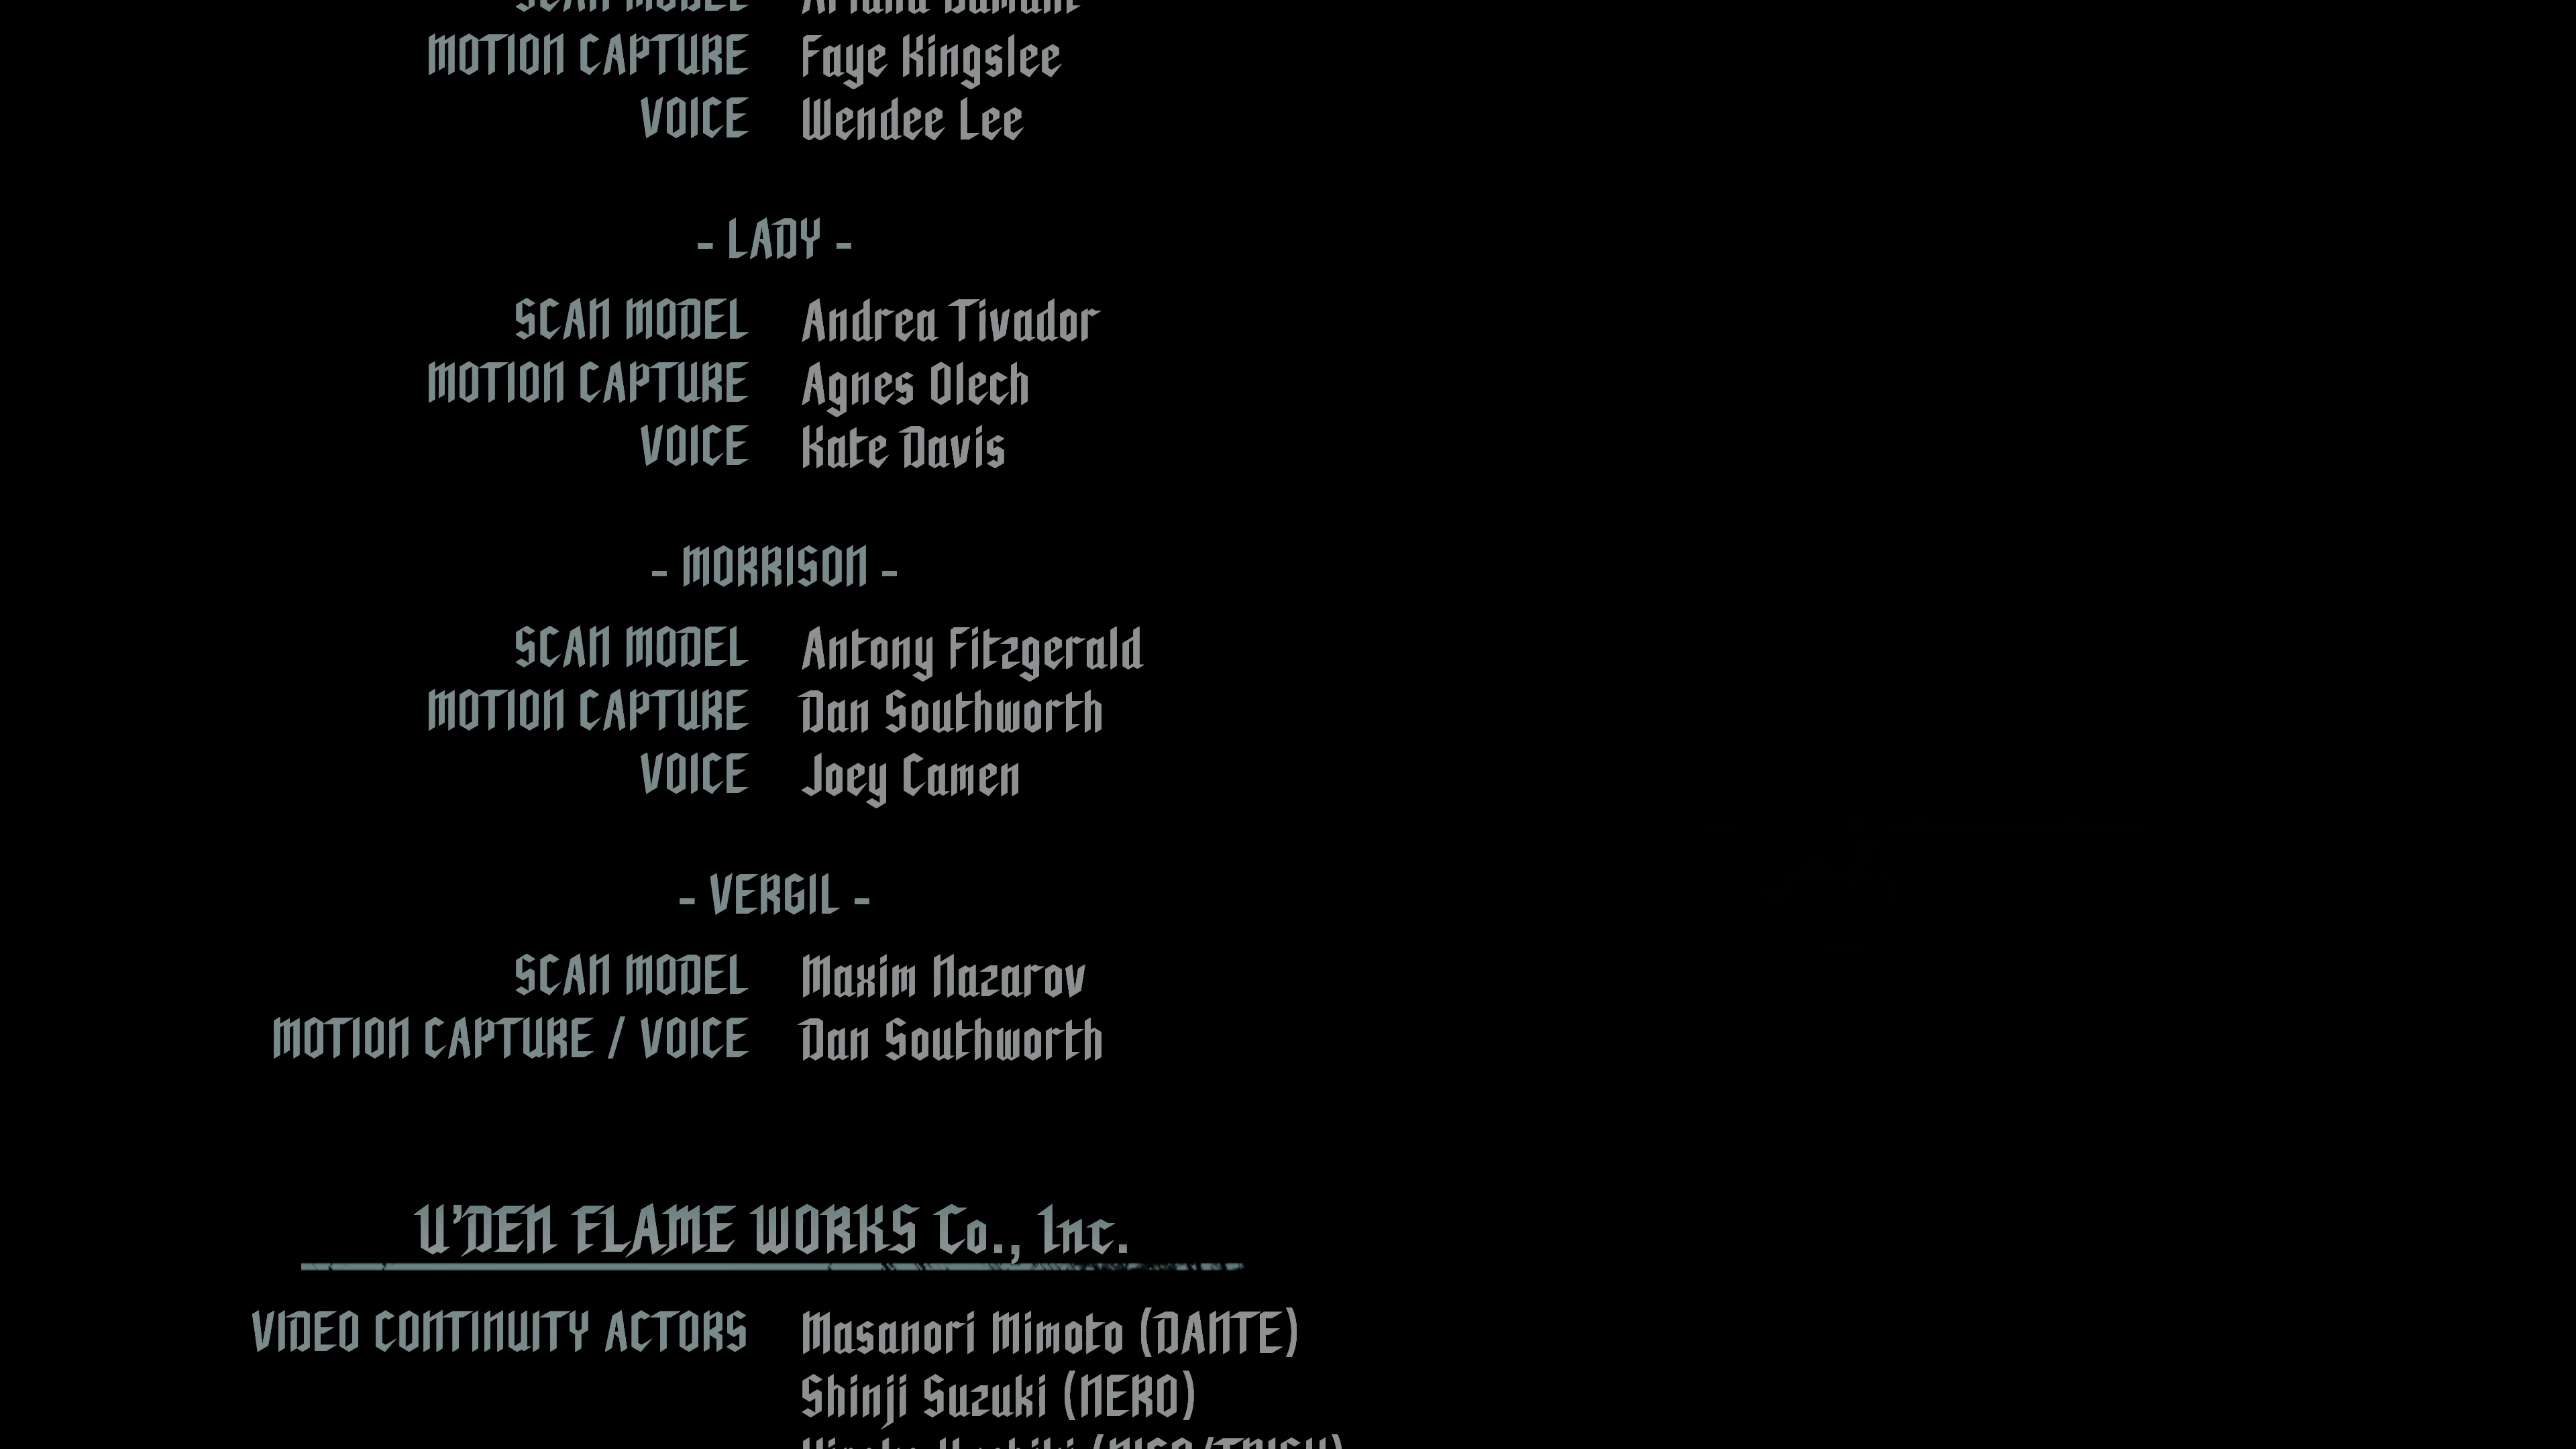 SCAN MODEL
MOTION CAPTURE Faye Kingslee
VOICE Wendee Lee
- LADY -
SCAN MODEL Andrea Tivador
MOTION CAPTURE Agnes Olech
VOICE Kate Davis
- MORRISON -
SCAN MODEL Antony Fitzgerald
MOTION CAPTURE Dan Southworth
VOICE Joey Camen
- VERGIL -
SCAN MODEL Maxim Nazarov
MOTION CAPTURE / VOICE Dan Southworth
U'DEN FLAME WORKS Co., Inc.
VIDEO CONTINUITY ACTORS Masanori Mimoto (DANTE)
Shinji Suzuki (NERO)